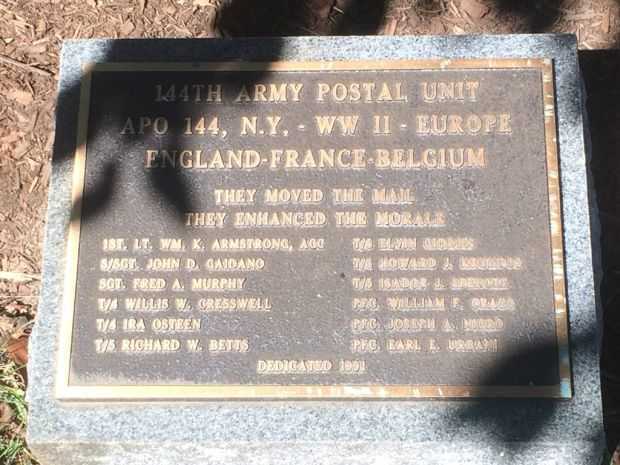 144TH ARMY POSTAL UNIT
APO 144, N.Y. - WW II - EUROPE
ENGLAND-FRANCE-BELGIUM
THEY MOVED THE MAIL
THEY ENHANCED THE MORALE
1ST. LT. WM. K. ARMSTRONG, AGC
S/SGT. JOHN D. GAIDANO
SGT. FRED A. MURPHY
T/4 WILLIS W. CRESSWELL
T/4 IRA OSTEEN
T/5 RICHARD W. BETTS
T/5 ELVIN
T/5 HOWARD J.
T/5 ISADOR J.
PFC. WILLIAM F.
PFC. JOSEPH A.
PFC. EARL E. URBAN
DEDICATED 1991